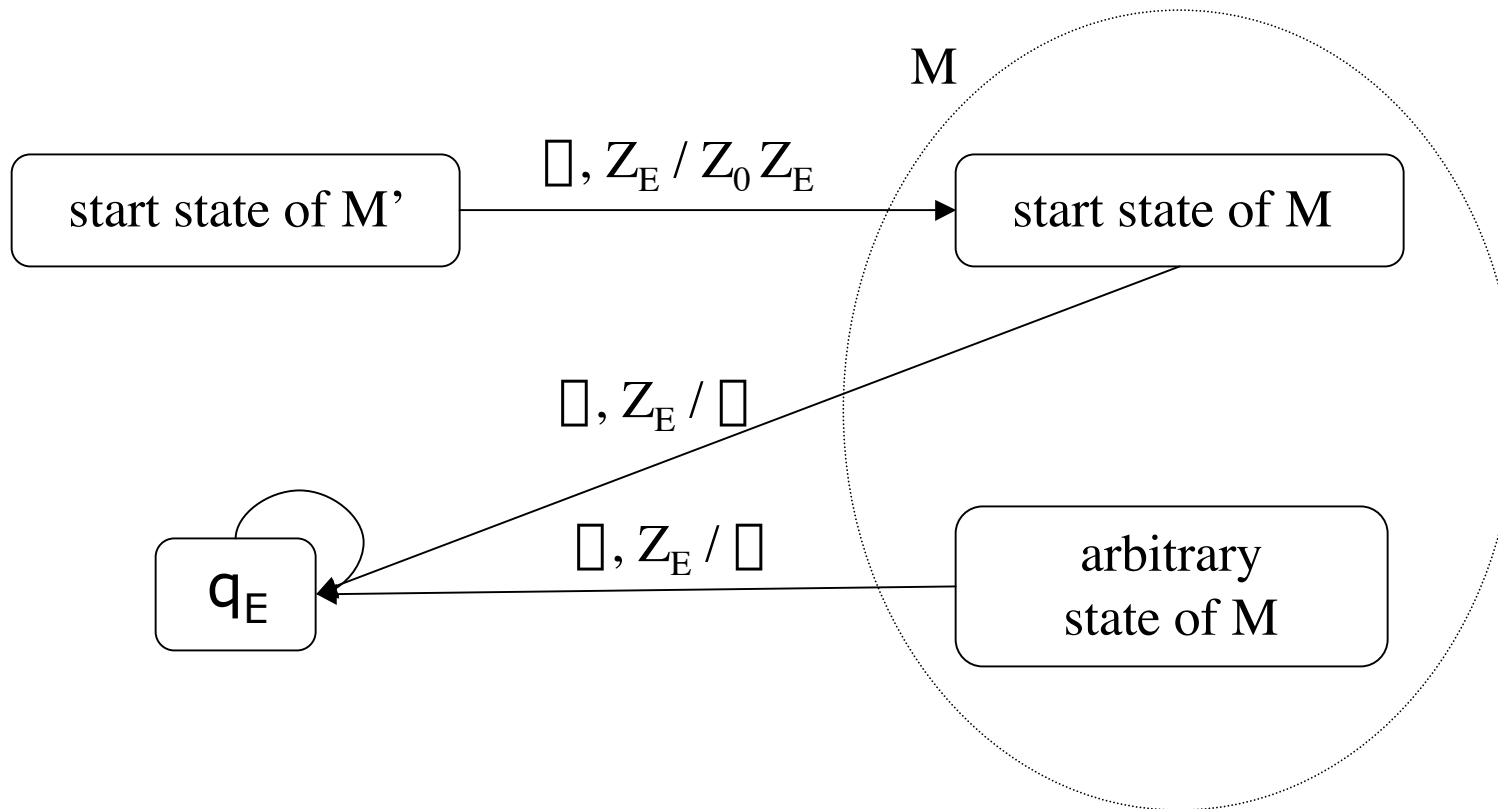 M
▯, Z_E / Z_0 Z_E
start state of M’
start state of M
▯, Z_E / ▯
▯, Z_E / ▯
arbitrary
state of M
q_E